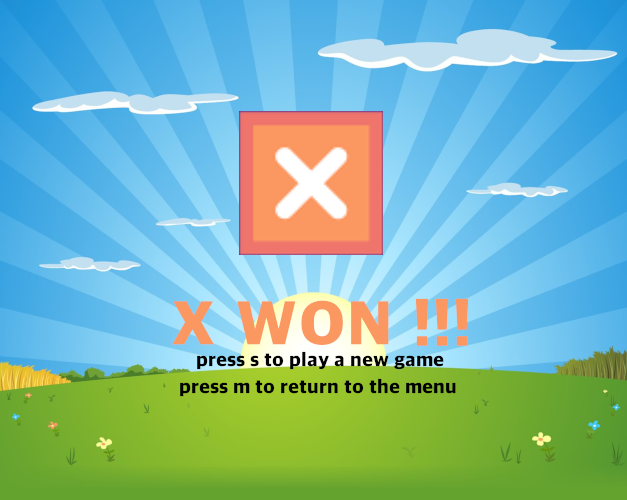 X WON !!!
press s to play a new game
press m to return to the menu